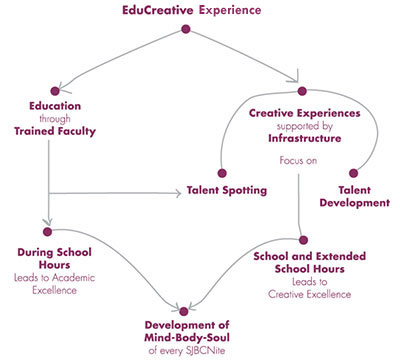 EduCreative Experience
Education
through
Trained Faculty
Creative Experiences
supported by
Infrastructure
Focus on
Talent Spotting
Talent
Development
During School
Hours
Leads to Academic
Excellence
School and Extended
School Hours
Leads to
Creative Excellence
Development of
Mind-Body-Soul
of every SJBCNite